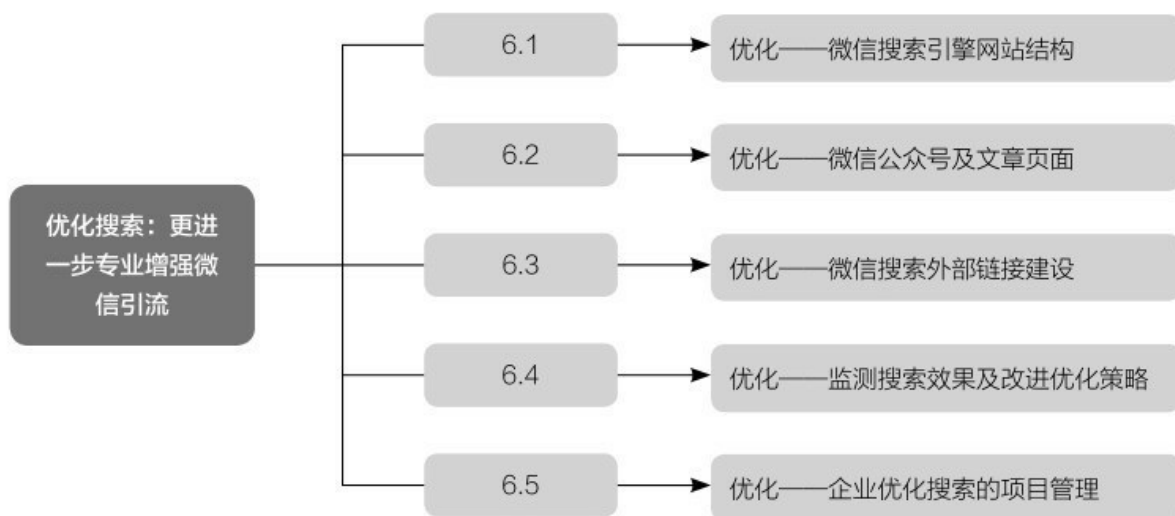 优化搜索：更进
一步专业增强微
信引流
6.1
优化——微信搜索引擎网站结构
6.2
优化——微信公众号及文章页面
6.3
优化——微信搜索外部链接建设
6.4
优化——监测搜索效果及改进优化策略
6.5
优化——企业优化搜索的项目管理